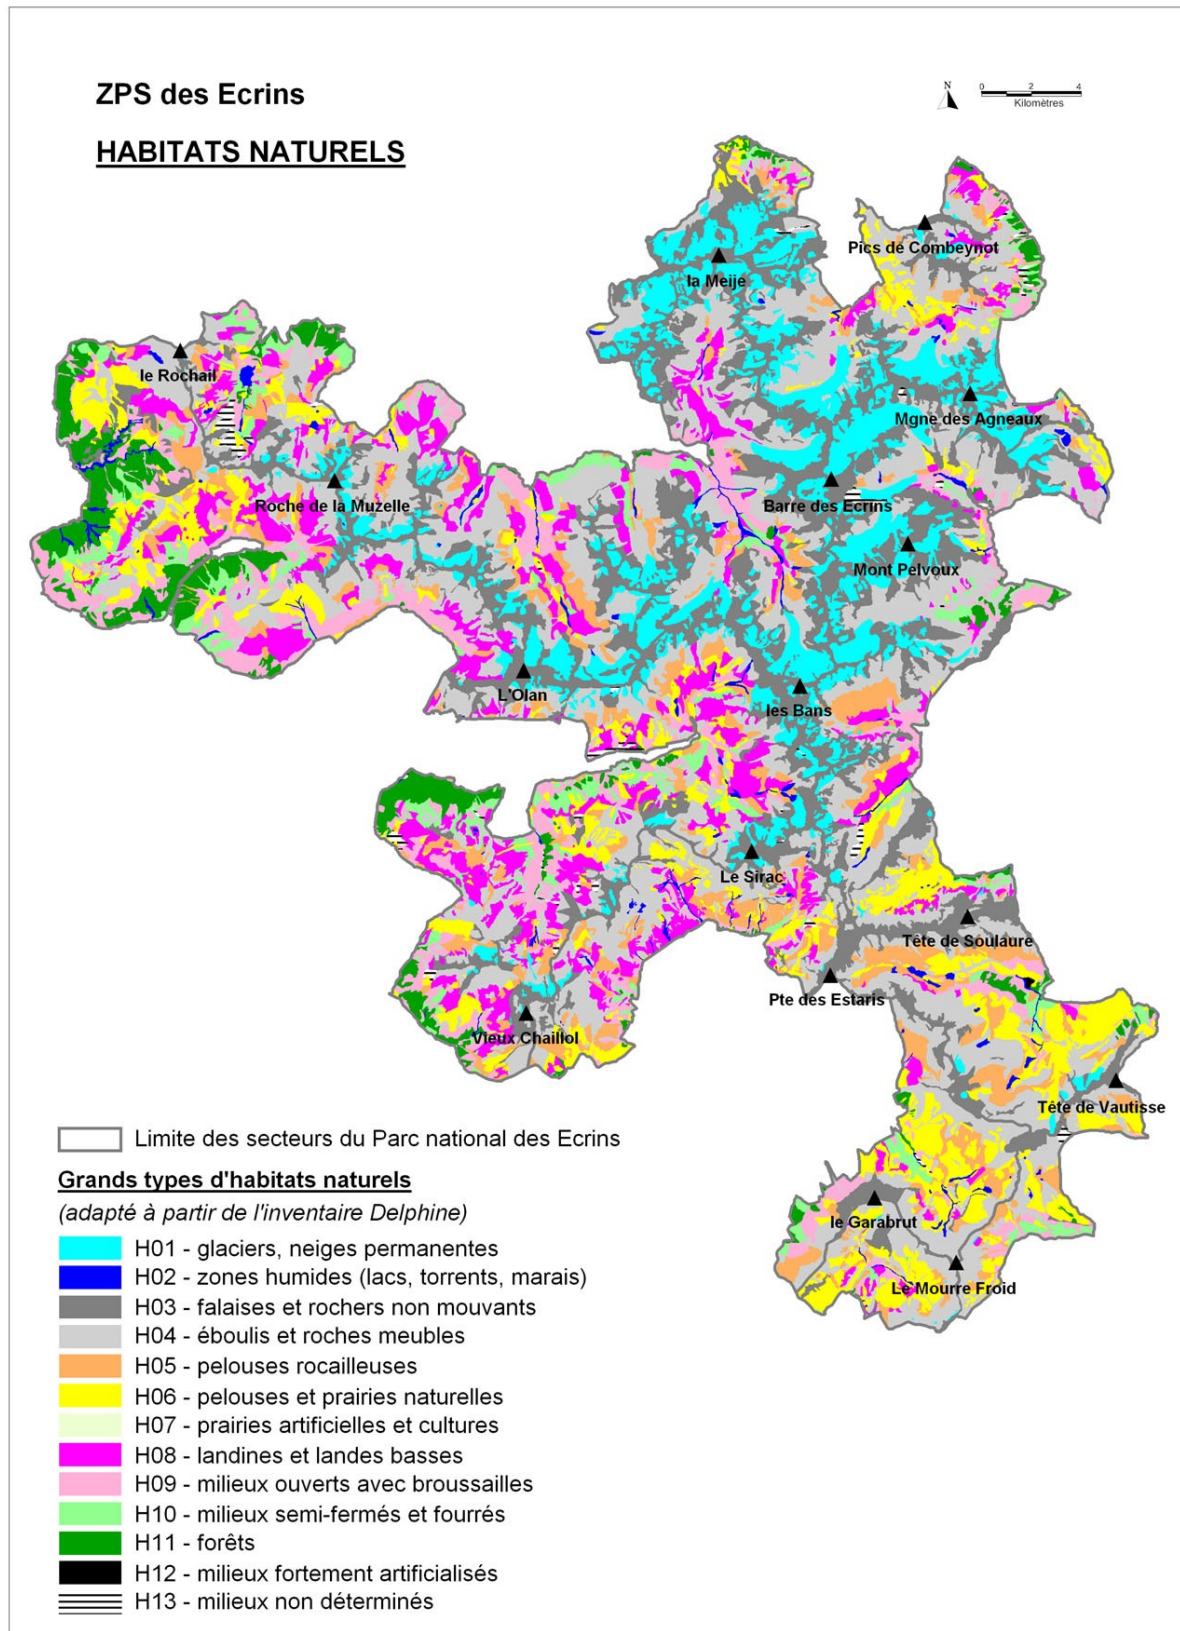 ZPS des Ecrins
HABITATS NATURELS
N
0 2 4
Kilomètres
Pics de Combeynot
la Meije
le Rochail
Mgne des Agneaux
Barre des Ecrins
Roche de la Muzelle
Mont Pelvoux
L'Olan
les Bans
Le Sirac
Tête de Soulaure
Pte des Estaris
Vieux Chaillol
Tête de Vautisse
le Garabrut
Le Mourre Froid
Limite des secteurs du Parc national des Ecrins
Grands types d'habitats naturels
(adapté à partir de l'inventaire Delphine)
H01 - glaciers, neiges permanentes
H02 - zones humides (lacs, torrents, marais)
H03 - falaises et rochers non mouvants
H04 - éboulis et roches meubles
H05 - pelouses rocailleuses
H06 - pelouses et prairies naturelles
H07 - prairies artificielles et cultures
H08 - landines et landes basses
H09 - milieux ouverts avec broussailles
H10 - milieux semi-fermés et fourrés
H11 - forêts
H12 - milieux fortement artificialisés
H13 - milieux non déterminés